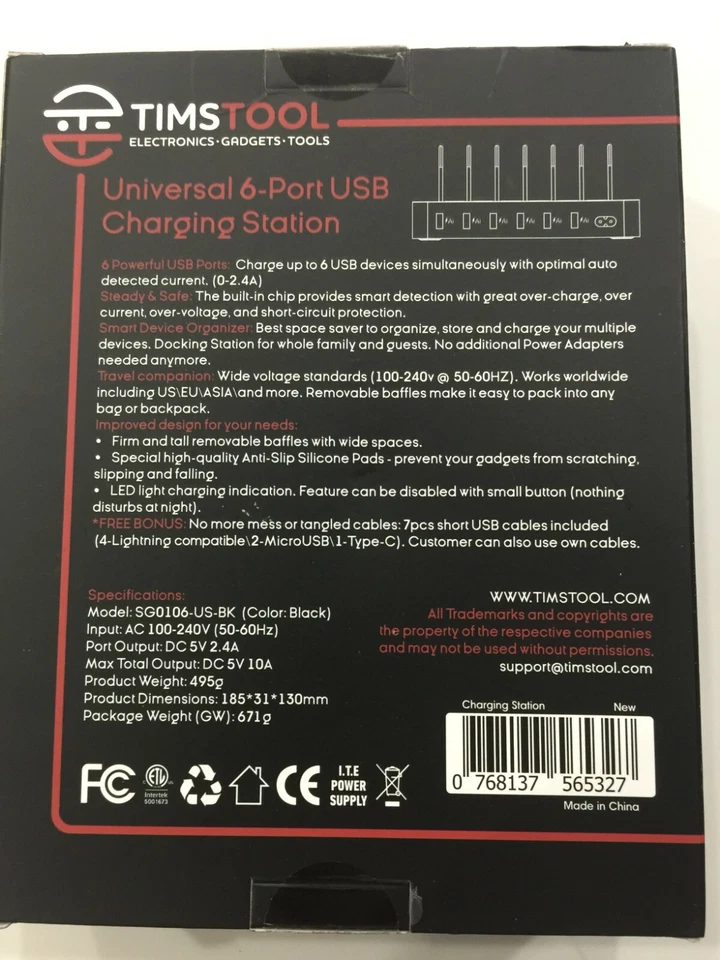 TIMSTOOL
ELECTRONICS·GADGETS·TOOLS
Universal 6-Port USB
Charging Station
6 Powerful USB Ports: Charge up to 6 USB devices simultaneously with optimal auto
detected current. (0-2.4A)
Steady & Safe: The built-in chip provides smart detection with great over-charge, over
current, over-voltage, and short-circuit protection.
Smart Device Organizer: Best space saver to organize, store and charge your multiple
devices. Docking Station for whole family and guests. No additional Power Adapters
needed anymore.
Travel companion: Wide voltage standards (100-240v @ 50-60HZ). Works worldwide
including US\EU\ASIA\and more. Removable baffles make it easy to pack into any
bag or backpack.
Improved design for your needs:
• Firm and tall removable baffles with wide spaces.
• Special high-quality Anti-Slip Silicone Pads - prevent your gadgets from scratching,
slipping and falling.
• LED light charging indication. Feature can be disabled with small button (nothing
disturbs at night).
*FREE BONUS: No more mess or tangled cables: 7pcs short USB cables included
(4-Lightning compatible\2-MicroUSB\1-Type-C). Customer can also use own cables.
Specifications:
Model: SG0106-US-BK (Color: Black)
Input: AC 100-240V (50-60Hz)
Port Output: DC 5V 2.4A
Max Total Output: DC 5V 10A
Product Weight: 495g
Product Dimensions: 185*31*130mm
Package Weight (GW): 671g
WWW.TIMSTOOL.COM
All Trademarks and copyrights are
the property of the respective companies
and may not be used without permissions.
support@timstool.com
Charging Station New
0 768137 565327
Made in China
FC
ETL
Intertek
5001673
CE
I.T.E
POWER
SUPPLY